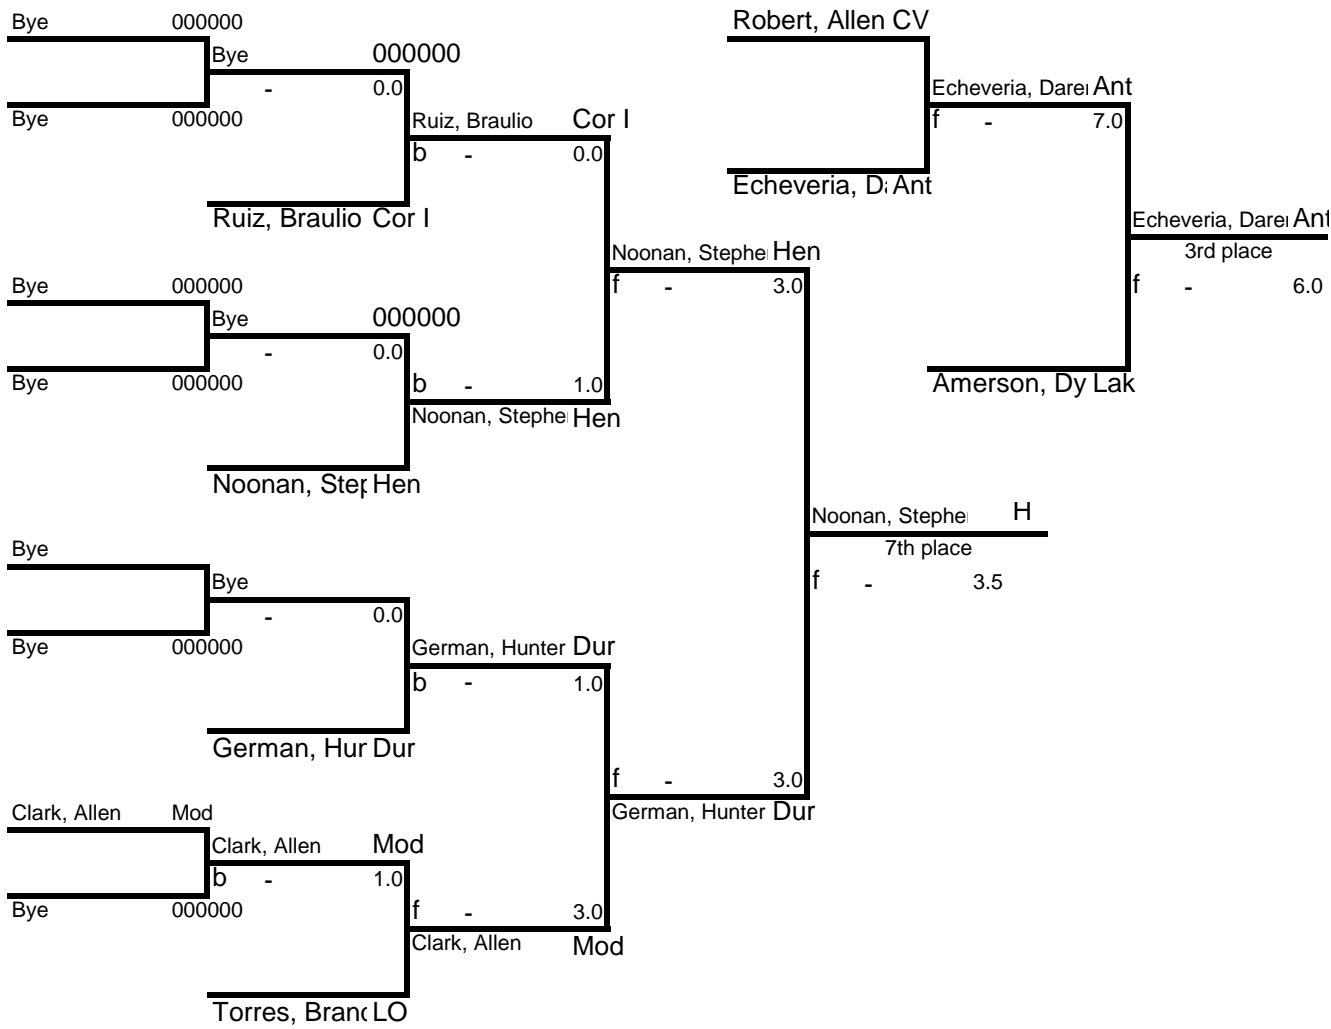 Bye 000000
Bye 000000
- 0.0
Bye 000000
Ruiz, Braulio Cor I
b - 0.0
Ruiz, Braulio Cor I
Bye 000000
Bye 000000
- 0.0
Bye 000000
b - 1.0
Noonan, Stephe Hen
Noonan, Step Hen
Noonan, Stephe Hen
f - 3.0
Bye
Bye
- 0.0
Bye 000000
German, Hunter Dur
b - 1.0
German, Hur Dur
Clark, Allen Mod
Clark, Allen Mod
b - 1.0
Bye 000000
f - 3.0
Clark, Allen Mod
Torres, Branc LO
f - 3.0
German, Hunter Dur
Noonan, Stephe H
7th place
f - 3.5
Robert, Allen CV
Echeveria, Darei Ant
f - 7.0
Echeveria, Da Ant
Echeveria, Darei Ant
3rd place
f - 6.0
Amerson, Dy Lak